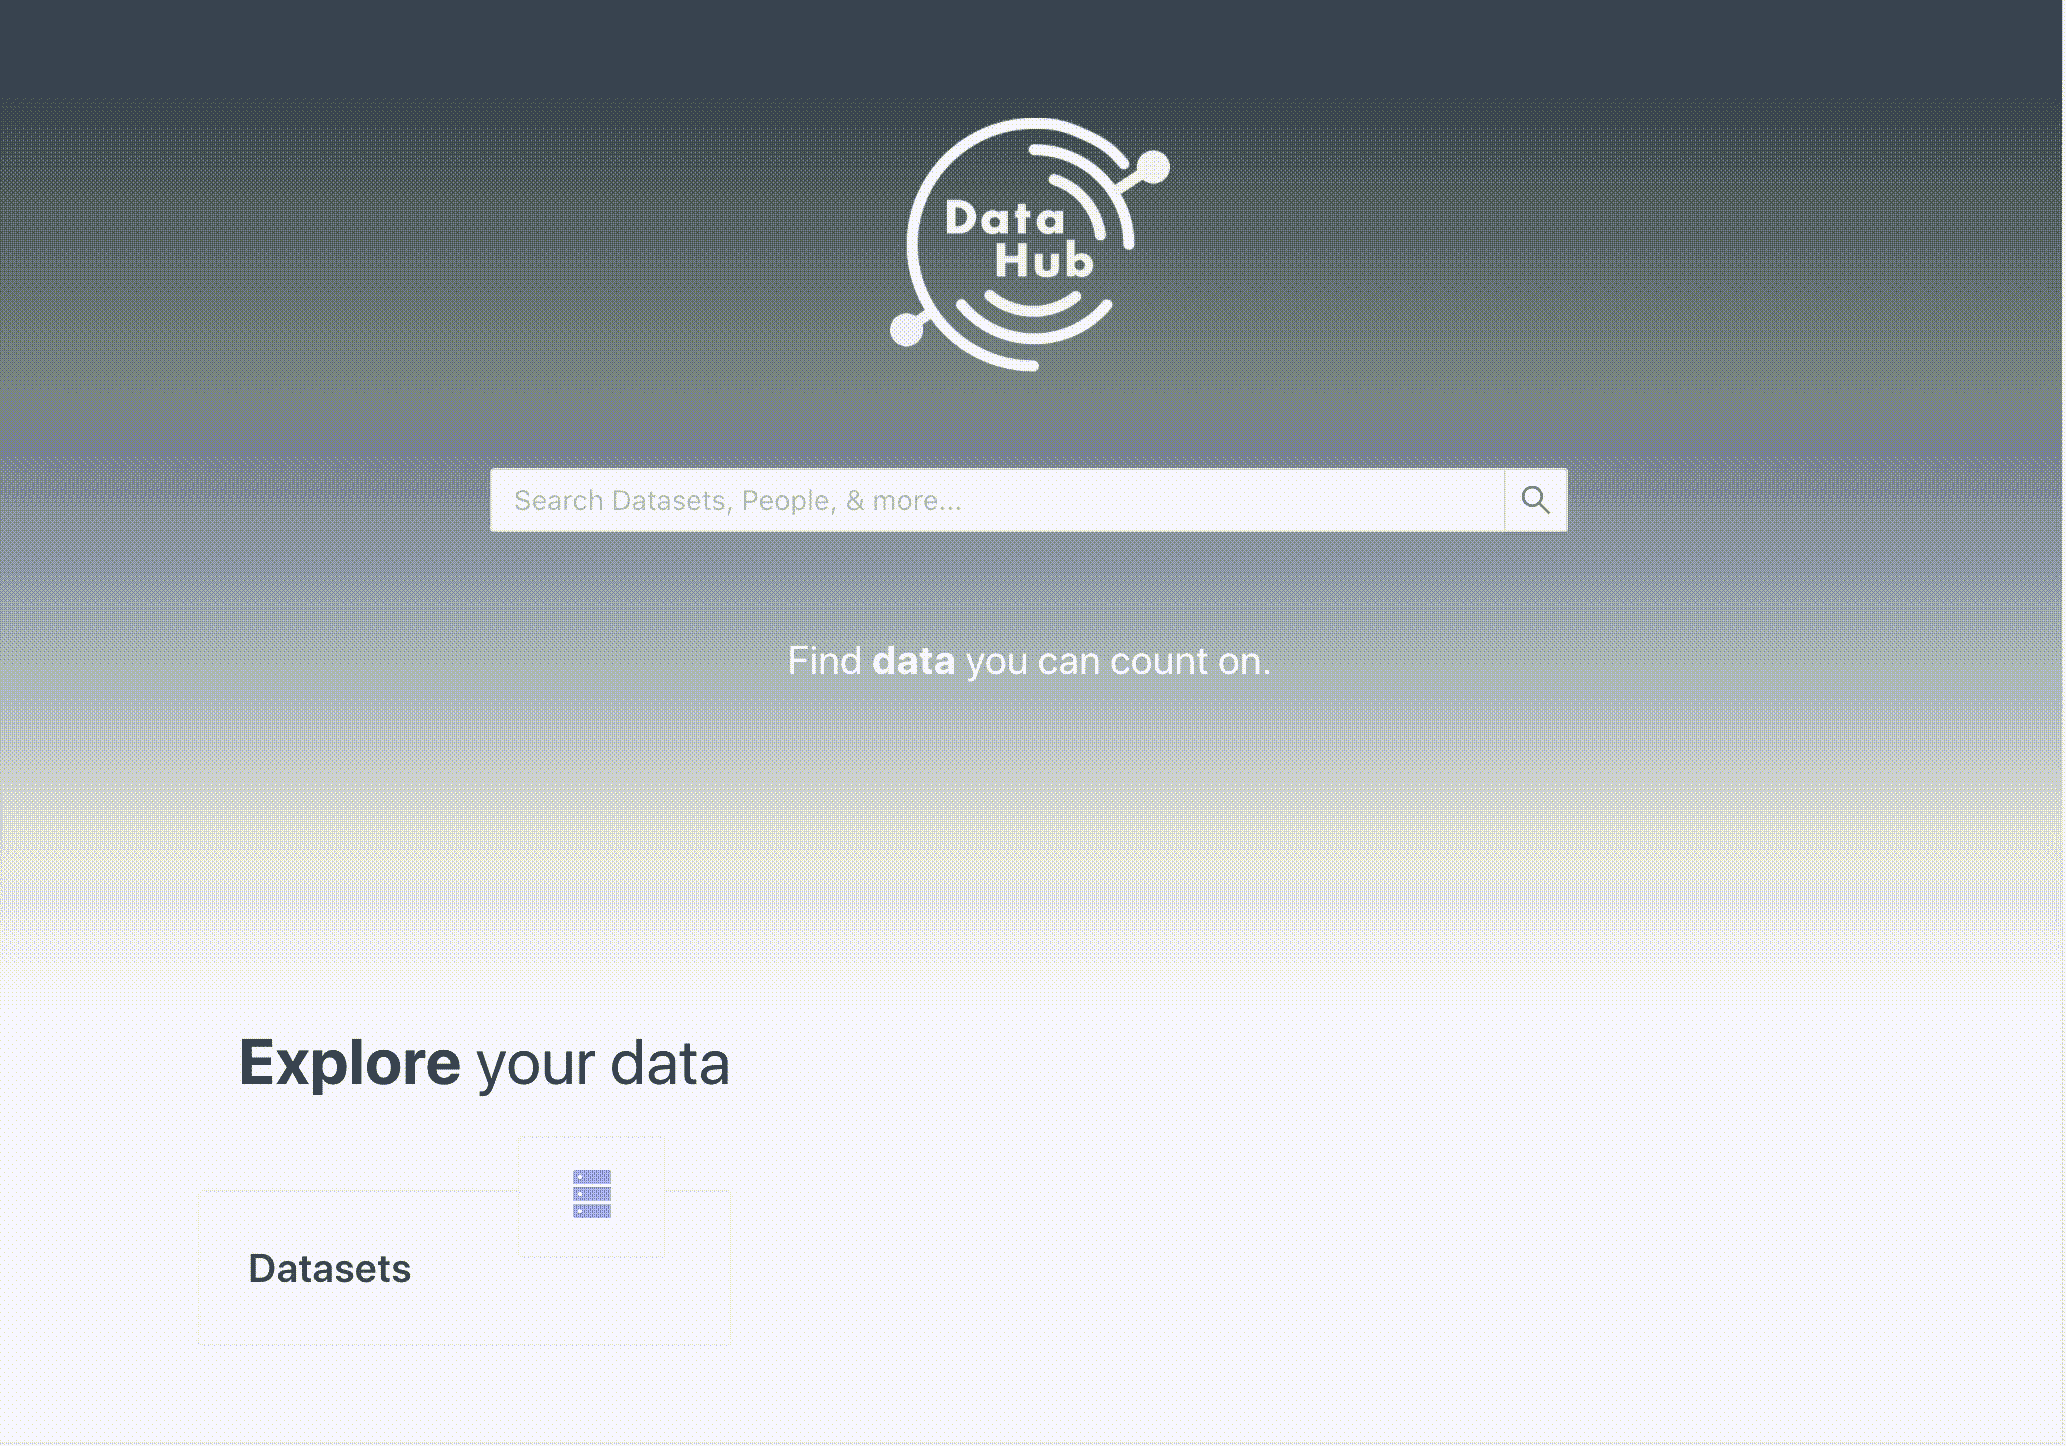 Data
Hub
Search Datasets, People, & more...
Find data you can count on.
Explore your data
Datasets